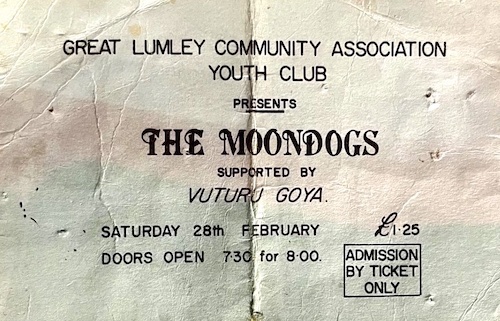 GREAT LUMLEY COMMUNITY ASSOCIATION
YOUTH CLUB
PRESENTS
THE MOONDOGS
SUPPORTED BY
VUTURU GOYA.
SATURDAY 28th FEBRUARY £1·25
DOORS OPEN 7·30 for 8·00.
ADMISSION
BY TICKET
ONLY